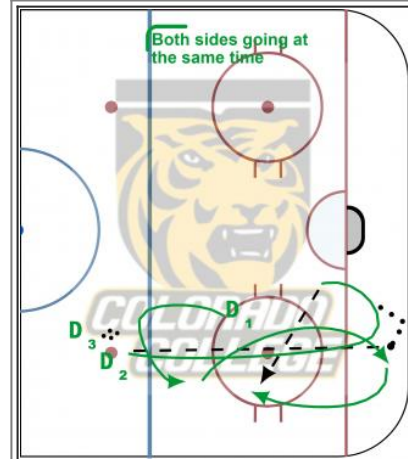 Both sides going at
the same time
D1
D3
D2
COLORADO
COLLEGE